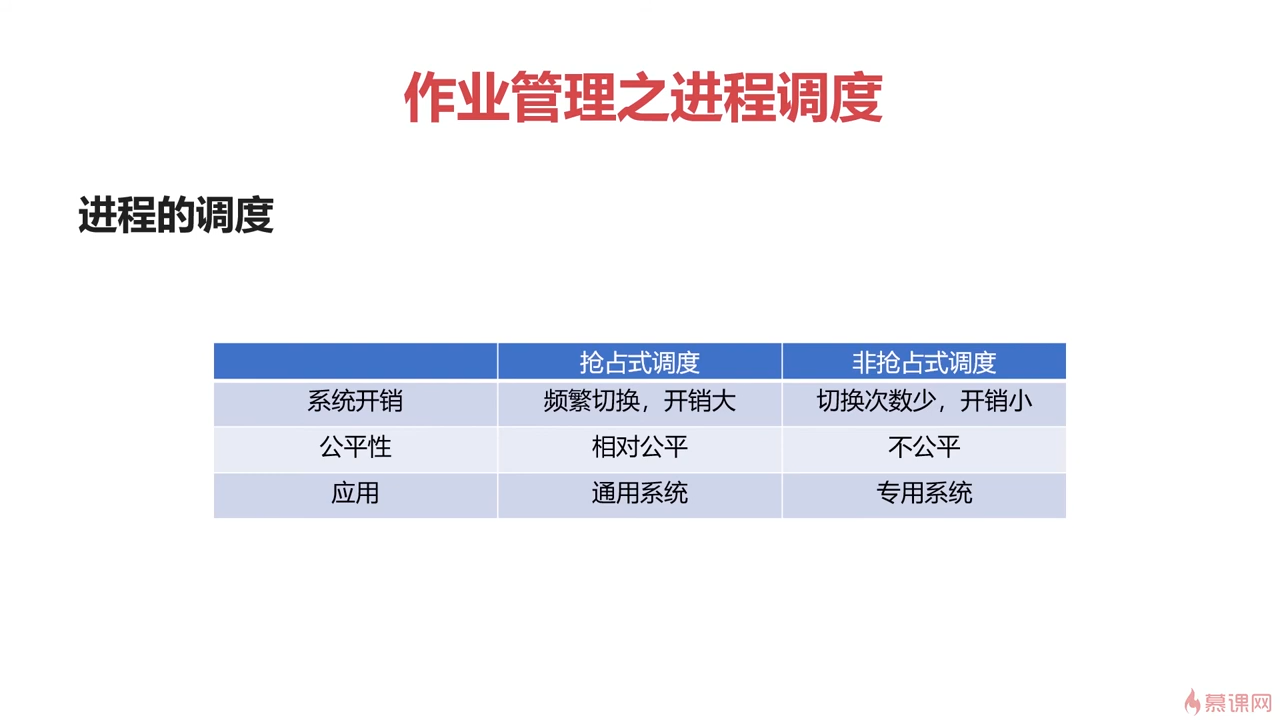 作业管理之进程调度
进程的调度
抢占式调度 非抢占式调度
系统开销 频繁切换，开销大 切换次数少，开销小
公平性 相对公平 不公平
应用 通用系统 专用系统
慕课网